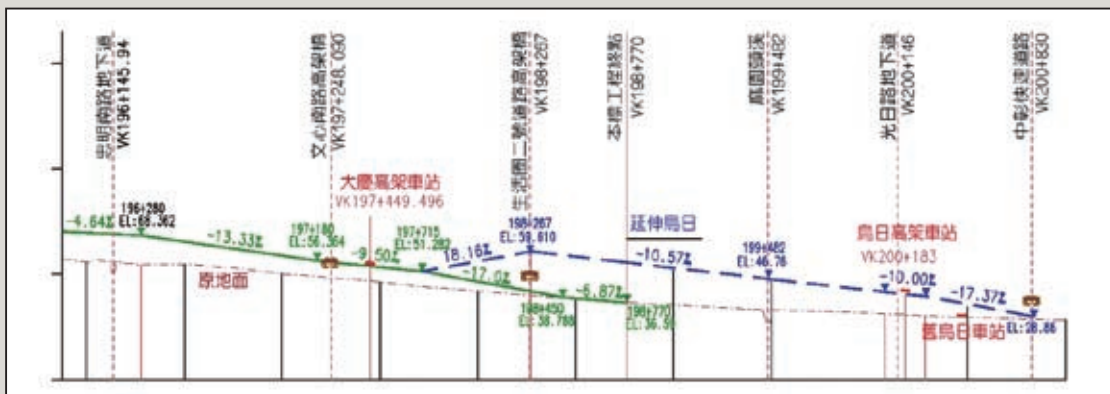 忠明南路地下道
VK196+145.94
文心南路高架橋
VK197+248.090
生活圈二號道路高架橋
VK198+267
本標工程終點
VK198+770
麻園頭溪
VK199+482
光日路地下道
VK200+146
中彰快速道路
VK200+830
大慶高架車站
VK197+449.496
烏日高架車站
VK200+183
延伸烏日
舊烏日車站
原地面
-4.64%
196+280
EL:68.362
-13.33%
197+180
EL:56.364
-9.50%
197+715
EL:51.282
18.16%
198+267
EL:59.610
-17.0%
-10.57%
199+482
EL:46.76
-6.87%
198+450
EL:38.788
198+770
EL:36.59
-10.00%
-17.37%
EL:28.86